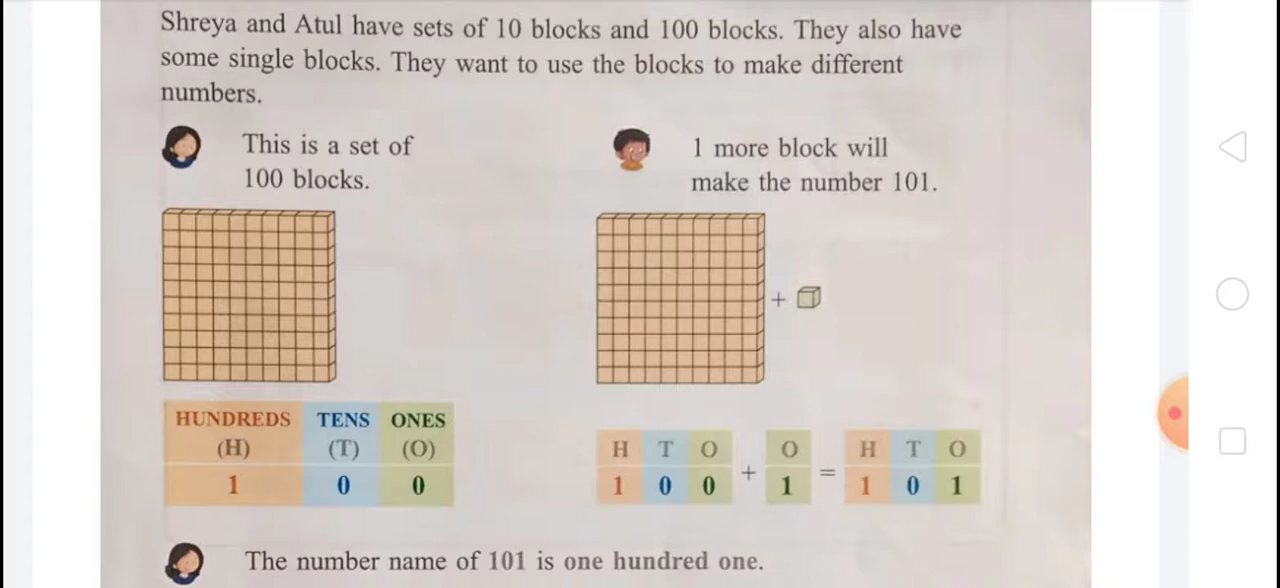 Shreya and Atul have sets of 10 blocks and 100 blocks. They also have
some single blocks. They want to use the blocks to make different
numbers.
This is a set of
100 blocks.
1 more block will
make the number 101.
+
HUNDREDS TENS ONES
(H) (T) (O)
1 0 0
H T O O H T O
1 0 0 + 1 = 1 0 1
The number name of 101 is one hundred one.